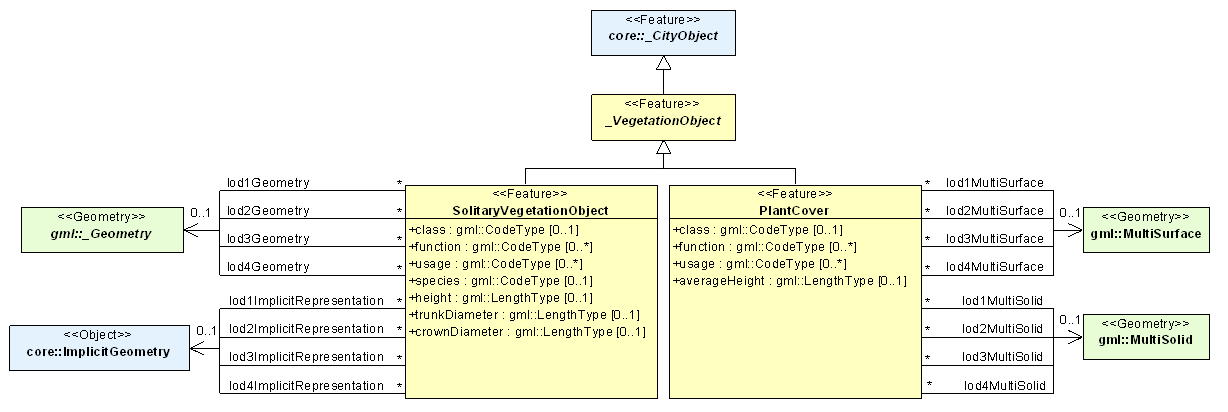 <<Feature>>
core::_CityObject
<<Feature>>
_VegetationObject
lod1Geometry *
lod2Geometry *
lod3Geometry *
lod4Geometry *
0..1
<<Geometry>>
gml::_Geometry
lod1ImplicitRepresentation *
lod2ImplicitRepresentation *
lod3ImplicitRepresentation *
lod4ImplicitRepresentation *
0..1
<<Object>>
core::ImplicitGeometry
<<Feature>>
SolitaryVegetationObject
+class : gml::CodeType [0..1]
+function : gml::CodeType [0..*]
+usage : gml::CodeType [0..*]
+species : gml::CodeType [0..1]
+height : gml::LengthType [0..1]
+trunkDiameter : gml::LengthType [0..1]
+crownDiameter : gml::LengthType [0..1]
<<Feature>>
PlantCover
+class : gml::CodeType [0..1]
+function : gml::CodeType [0..*]
+usage : gml::CodeType [0..*]
+averageHeight : gml::LengthType [0..1]
* lod1MultiSurface
* lod2MultiSurface
* lod3MultiSurface
* lod4MultiSurface
0..1
<<Geometry>>
gml::MultiSurface
* lod1MultiSolid
* lod2MultiSolid
* lod3MultiSolid
* lod4MultiSolid
0..1
<<Geometry>>
gml::MultiSolid